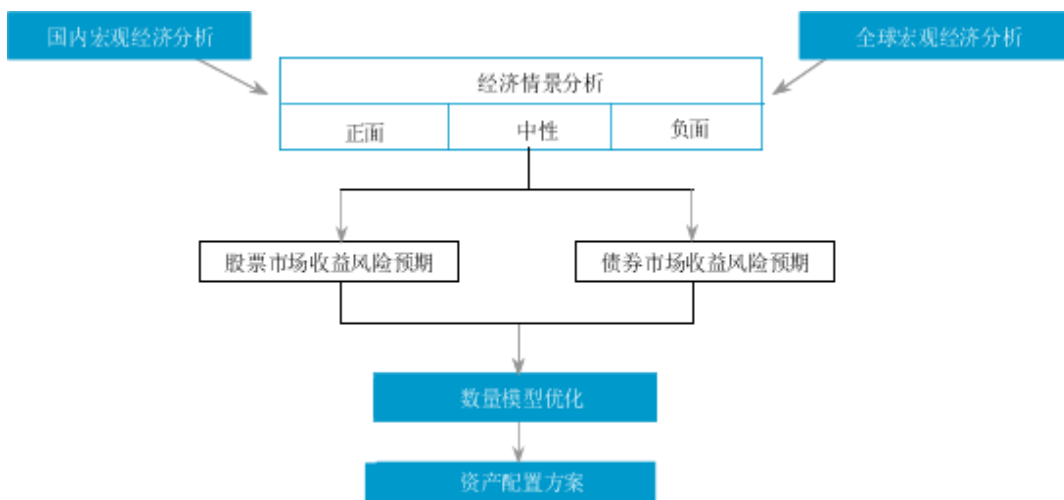 国内宏观经济分析
全球宏观经济分析
经济情景分析
正面
中性
负面
股票市场收益风险预期
债券市场收益风险预期
数量模型优化
资产配置方案